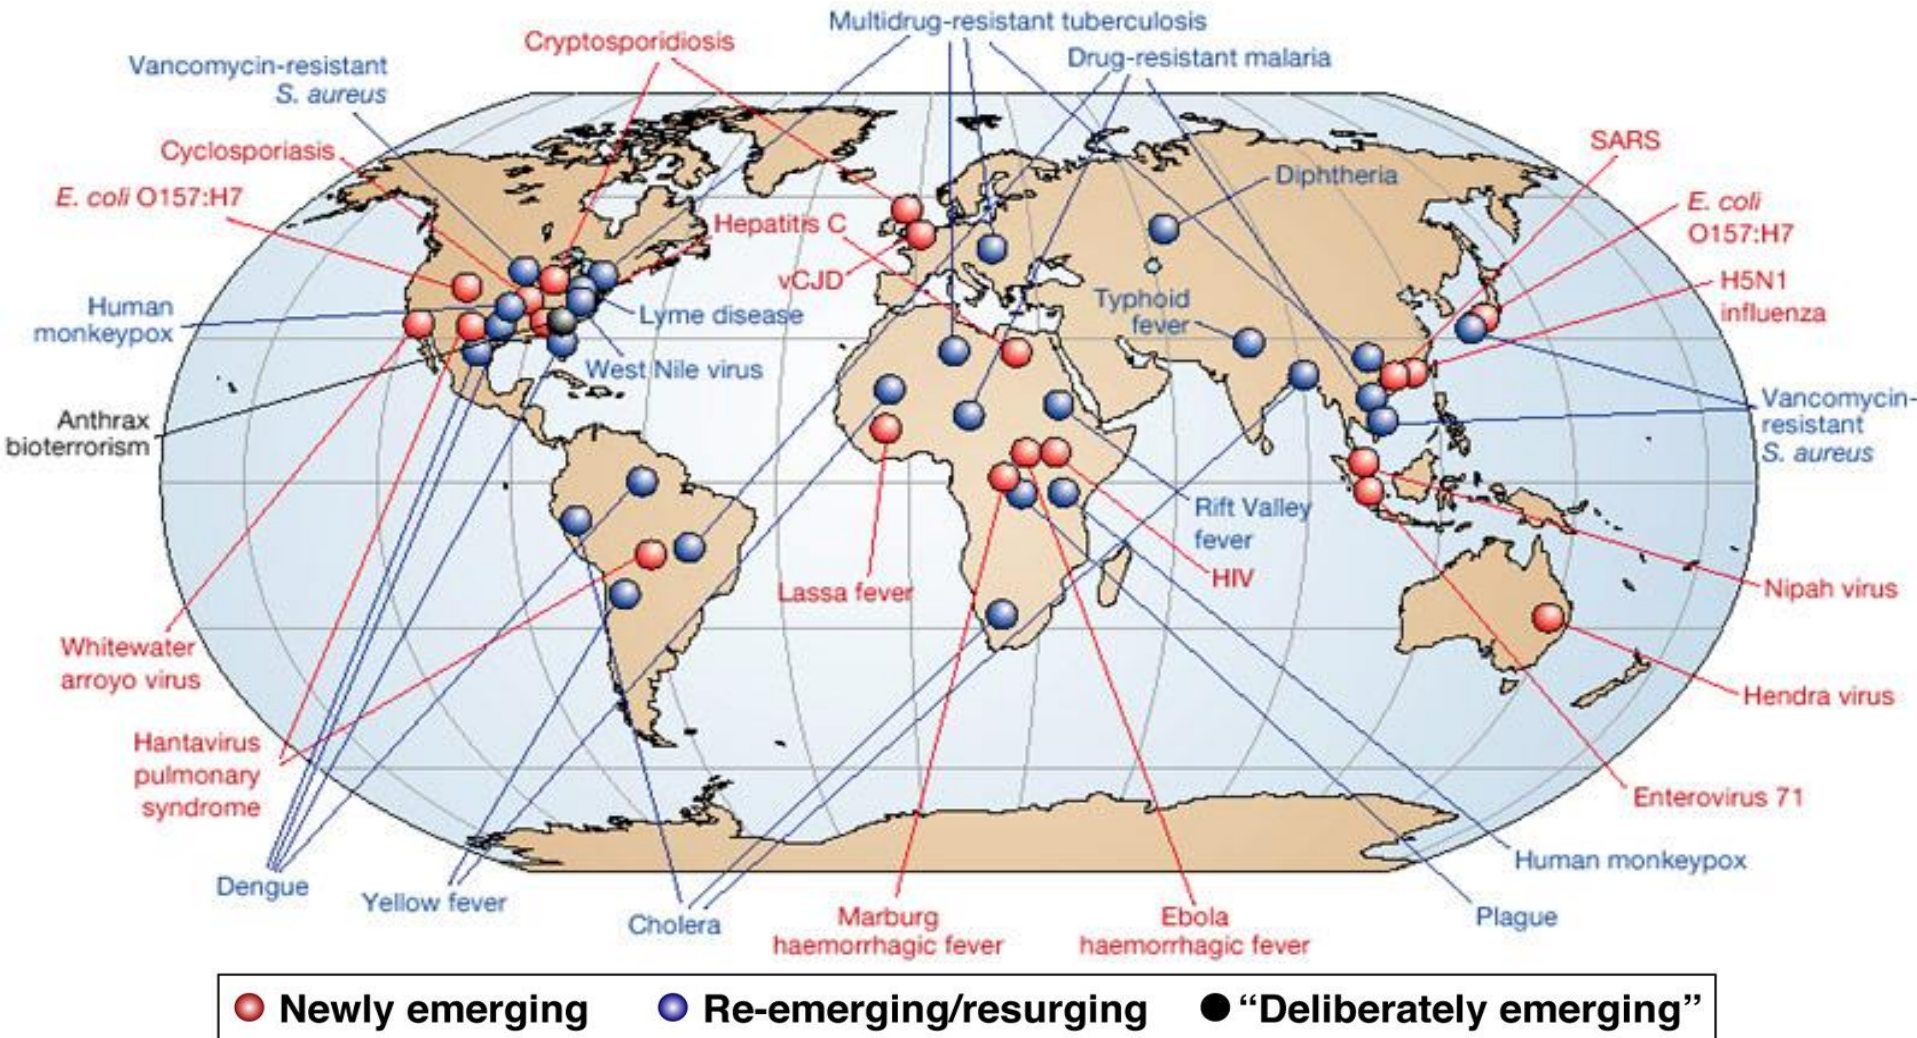 Multidrug-resistant tuberculosis
Cryptosporidiosis
Drug-resistant malaria
Vancomycin-resistant
S. aureus
SARS
Cyclosporiasis
Diphtheria
E. coli O157:H7
E. coli
O157:H7
Hepatitis C
vCJD
H5N1
influenza
Human
monkeypox
Typhoid
fever
Lyme disease
West Nile virus
Anthrax
bioterrorism
Vancomycin-
resistant
S. aureus
Rift Valley
fever
HIV
Lassa fever
Nipah virus
Whitewater
arroyo virus
Hendra virus
Hantavirus
pulmonary
syndrome
Enterovirus 71
Human monkeypox
Dengue
Yellow fever
Cholera
Marburg
haemorrhagic fever
Ebola
haemorrhagic fever
Plague
Newly emerging
Re-emerging/resurging
“Deliberately emerging”